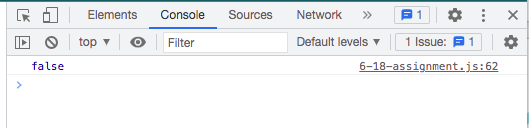 Elements Console Sources Network » 1
top Filter Default levels 1 Issue: 1
false 6-18-assignment.js:62
>